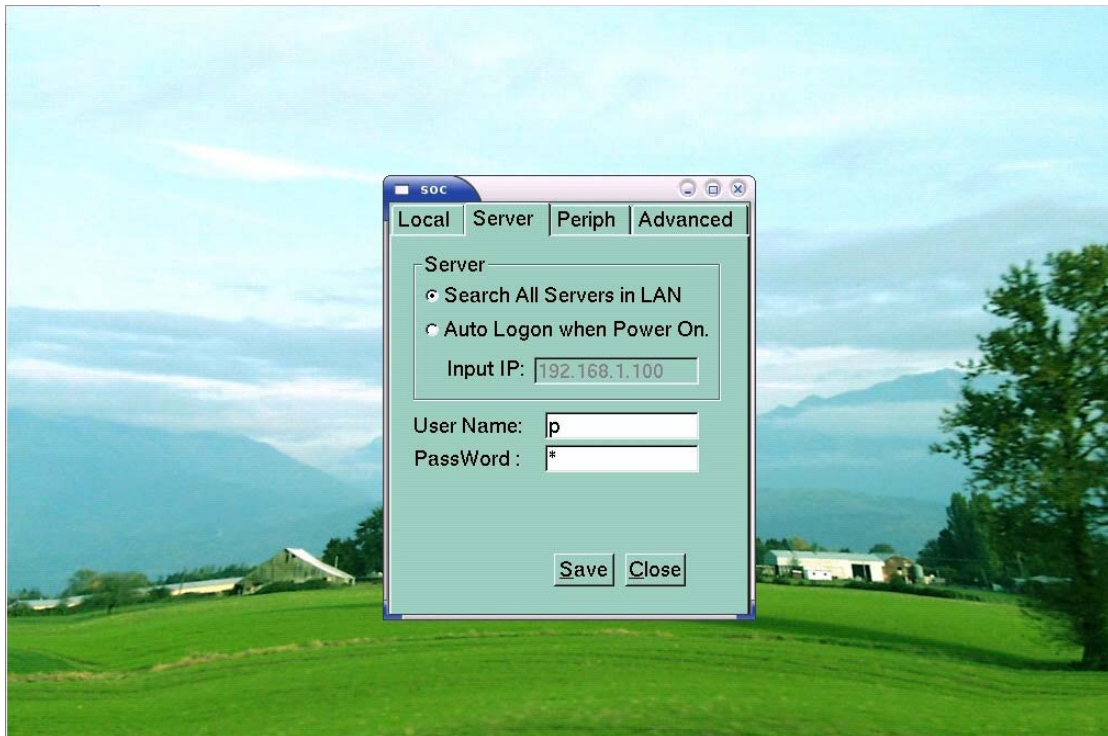 soc
Local Server Periph Advanced
Server
Search All Servers in LAN
Auto Logon when Power On.
Input IP: 192.168.1.100
User Name: p
PassWord : *
Save Close